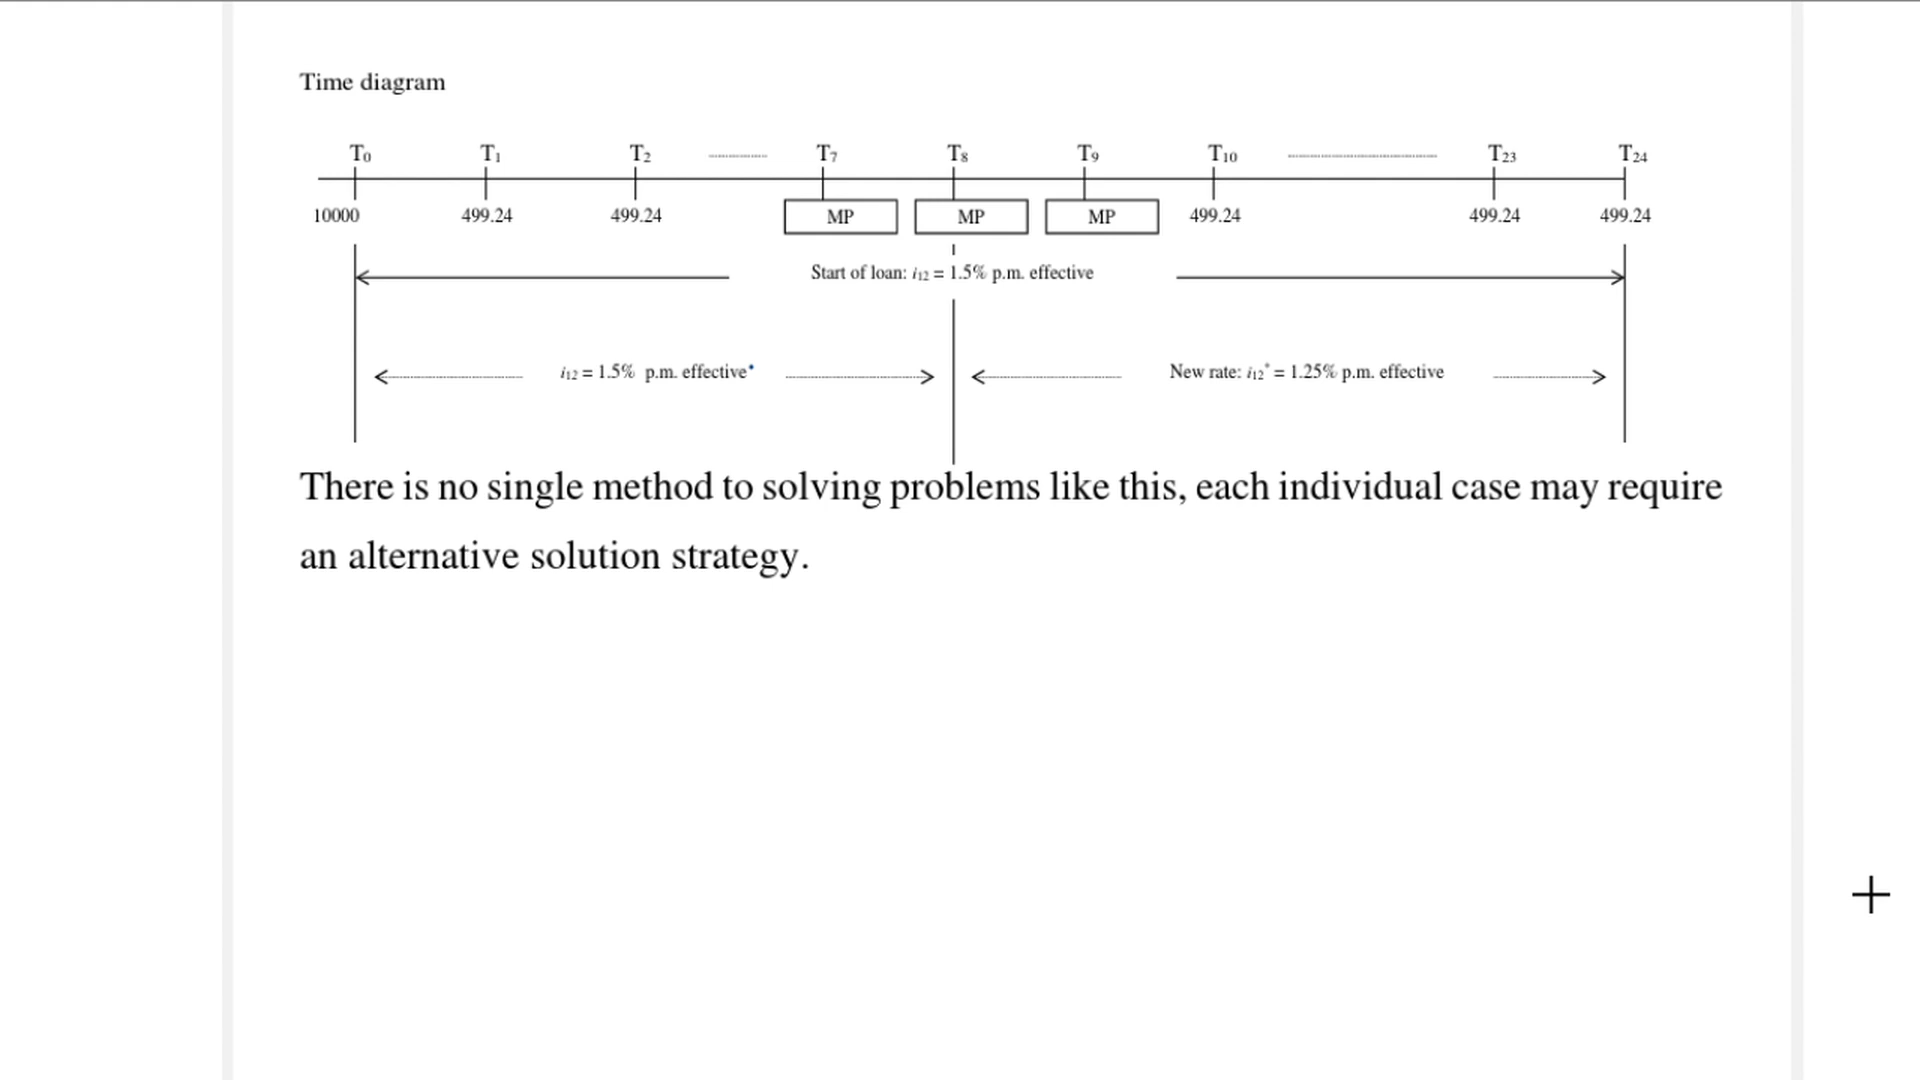 Time diagram
T₀ T₁ T₂ T₇ T₈ T₉ T₁₀ T₂₃ T₂₄
10000 499.24 499.24 MP MP MP 499.24 499.24 499.24
Start of loan: i₁₂ = 1.5% p.m. effective
i₁₂ = 1.5% p.m. effective* New rate: i₁₂* = 1.25% p.m. effective
There is no single method to solving problems like this, each individual case may require
an alternative solution strategy.